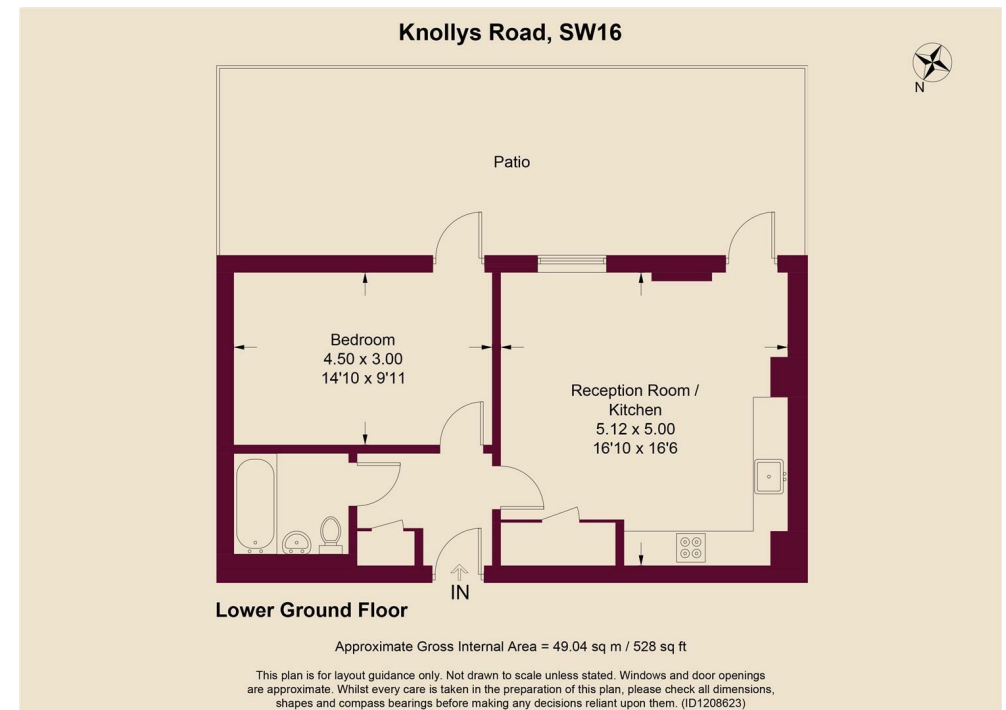 Knollys Road, SW16
N
Patio
Bedroom
4.50 x 3.00
14'10 x 9'11
Reception Room /
Kitchen
5.12 x 5.00
16'10 x 16'6
IN
Lower Ground Floor
Approximate Gross Internal Area = 49.04 sq m / 528 sq ft
This plan is for layout guidance only. Not drawn to scale unless stated. Windows and door openings
are approximate. Whilst every care is taken in the preparation of this plan, please check all dimensions,
shapes and compass bearings before making any decisions reliant upon them. (ID1208623)